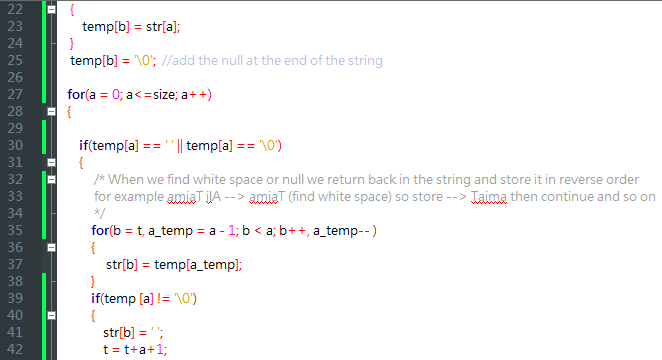 22 {
23 temp[b] = str[a];
24 }
25 temp[b] = '\0'; //add the null at the end of the string
26
27 for(a = 0; a<=size; a++)
28 {
29
30 if(temp[a] == ' ' || temp[a] == '\0')
31 {
32 /* When we find white space or null we return back in the string and store it in reverse order
33 for example amiaT ilA --> amiaT (find white space) so store --> Taima then continue and so on
34 */
35 for(b = t, a_temp = a - 1; b < a; b++, a_temp-- )
36 {
37 str[b] = temp[a_temp];
38 }
39 if(temp [a] != '\0')
40 {
41 str[b] = ' ';
42 t = t+a+1;